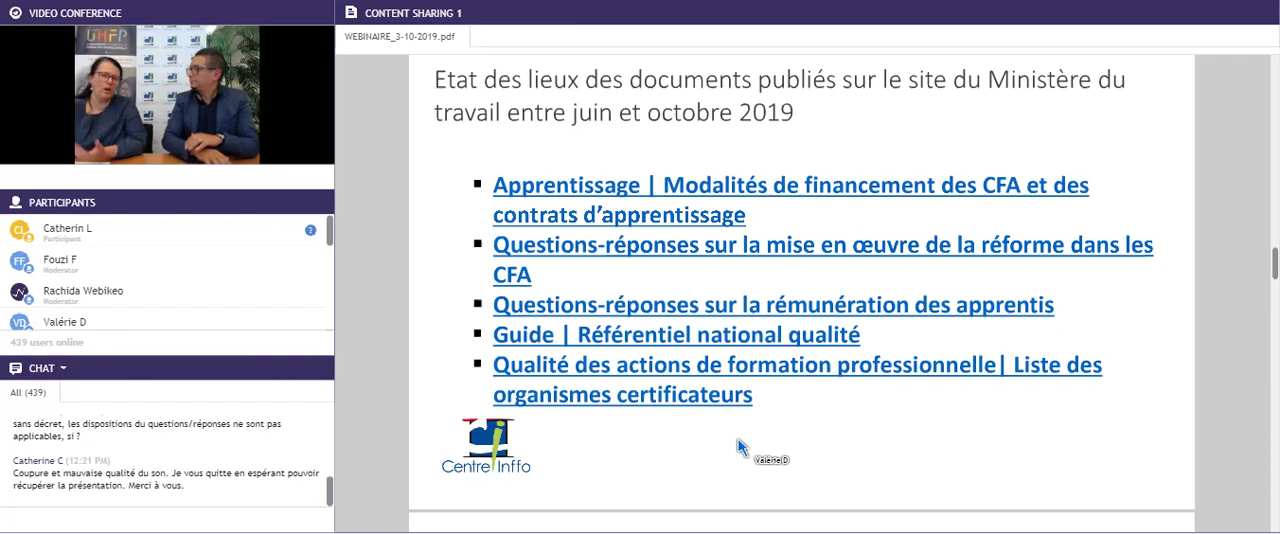 VIDEO CONFERENCE
PARTICIPANTS
Catherin L
Participant
Fouzi F
Moderator
Rachida Webikeo
Moderator
Valérie D
439 users online
CHAT
All (439)
sans décret, les dispositions du questions/réponses ne sont pas
applicables, si ?
Catherine C (12:21 PM)
Coupure et mauvaise qualité du son. Je vous quitte en espérant pouvoir
récupérer la présentation. Merci à vous.
CONTENT SHARING 1
WEBINAIRE_3-10-2019.pdf
Etat des lieux des documents publiés sur le site du Ministère du
travail entre juin et octobre 2019
Apprentissage | Modalités de financement des CFA et des
contrats d’apprentissage
Questions-réponses sur la mise en œuvre de la réforme dans les
CFA
Questions-réponses sur la rémunération des apprentis
Guide | Référentiel national qualité
Qualité des actions de formation professionnelle| Liste des
organismes certificateurs
Centre Inffo
Valérie D